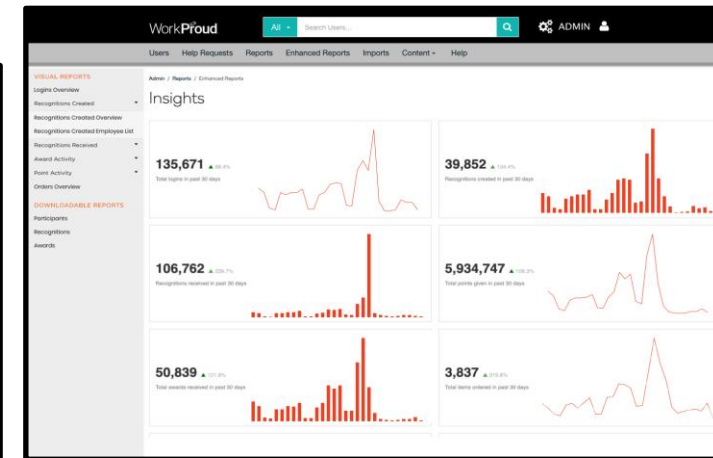 WorkProud
All
Search Users...
ADMIN
Users Help Requests Reports Enhanced Reports Imports Content Help
VISUAL REPORTS
Logins Overview
Recognitions Created
Recognitions Created Overview
Recognitions Created Employee List
Recognitions Received
Award Activity
Point Activity
Orders Overview
DOWNLOADABLE REPORTS
Participants
Recognitions
Awards
Admin / Reports / Enhanced Reports
Insights
135,671
Total logins in past 30 days
39,852
Recognitions created in past 30 days
106,762
Recognitions received in past 30 days
5,934,747
Total points given in past 30 days
50,839
Total awards received in past 30 days
3,837
Total items ordered in past 30 days